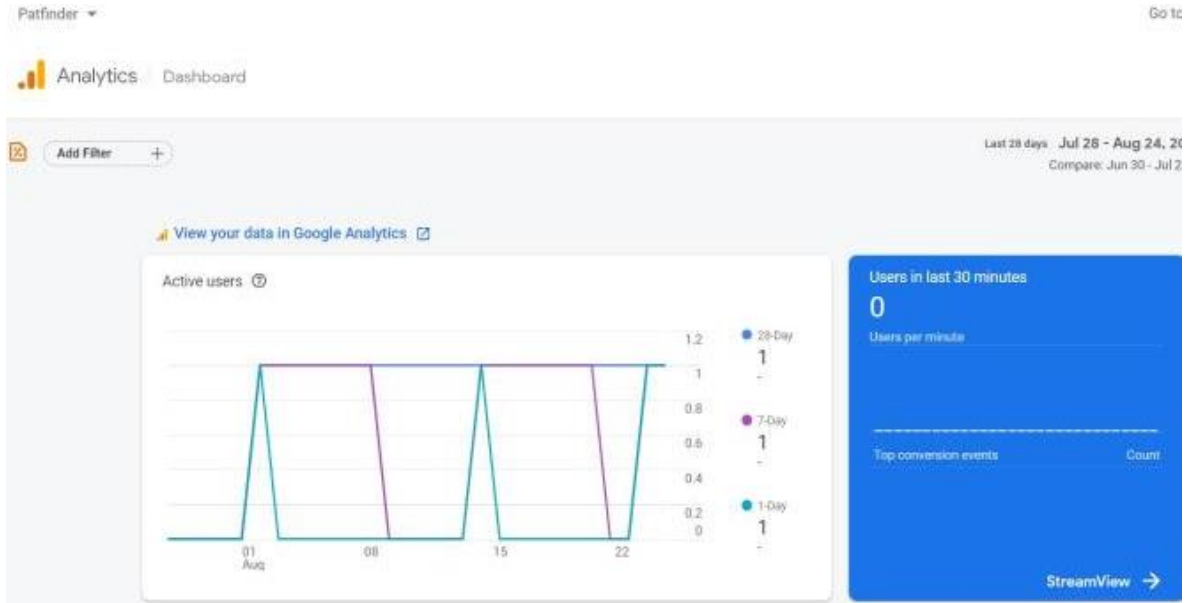 Patfinder
Go to
Analytics Dashboard
Add Filter +
Last 28 days Jul 28 - Aug 24, 20
Compare: Jun 30 - Jul 2
View your data in Google Analytics
Active users
1.2
1
0.8
0.6
0.4
0.2
0
01
Aug
08
15
22
28-Day
1
-
7-Day
1
-
1-Day
1
-
Users in last 30 minutes
0
Users per minute
Top conversion events Count
StreamView